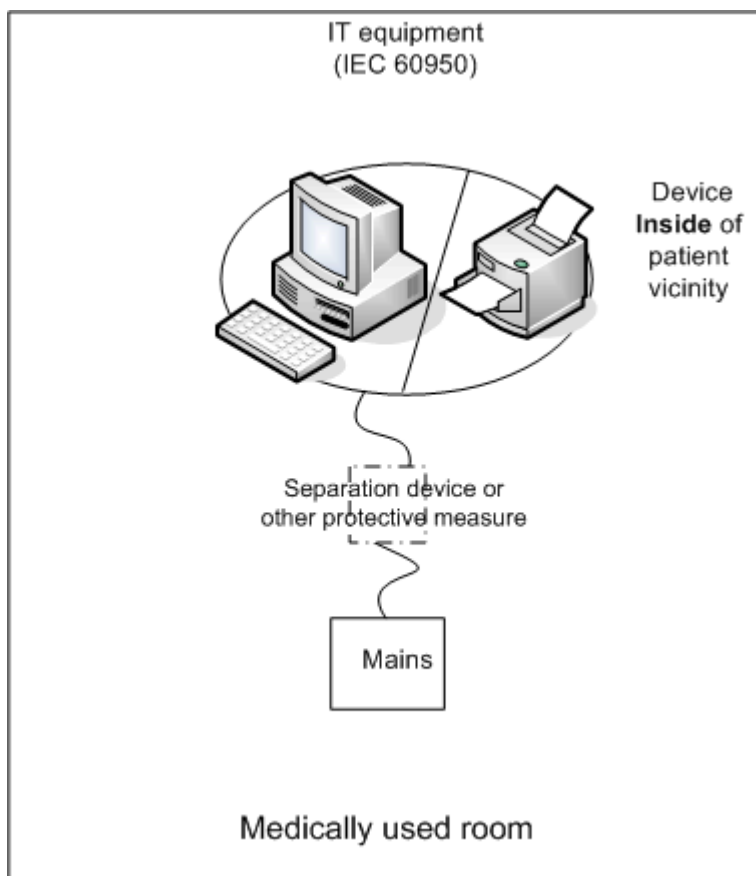 IT equipment
(IEC 60950)
Device
Inside of
patient
vicinity
Separation device or
other protective measure
Mains
Medically used room